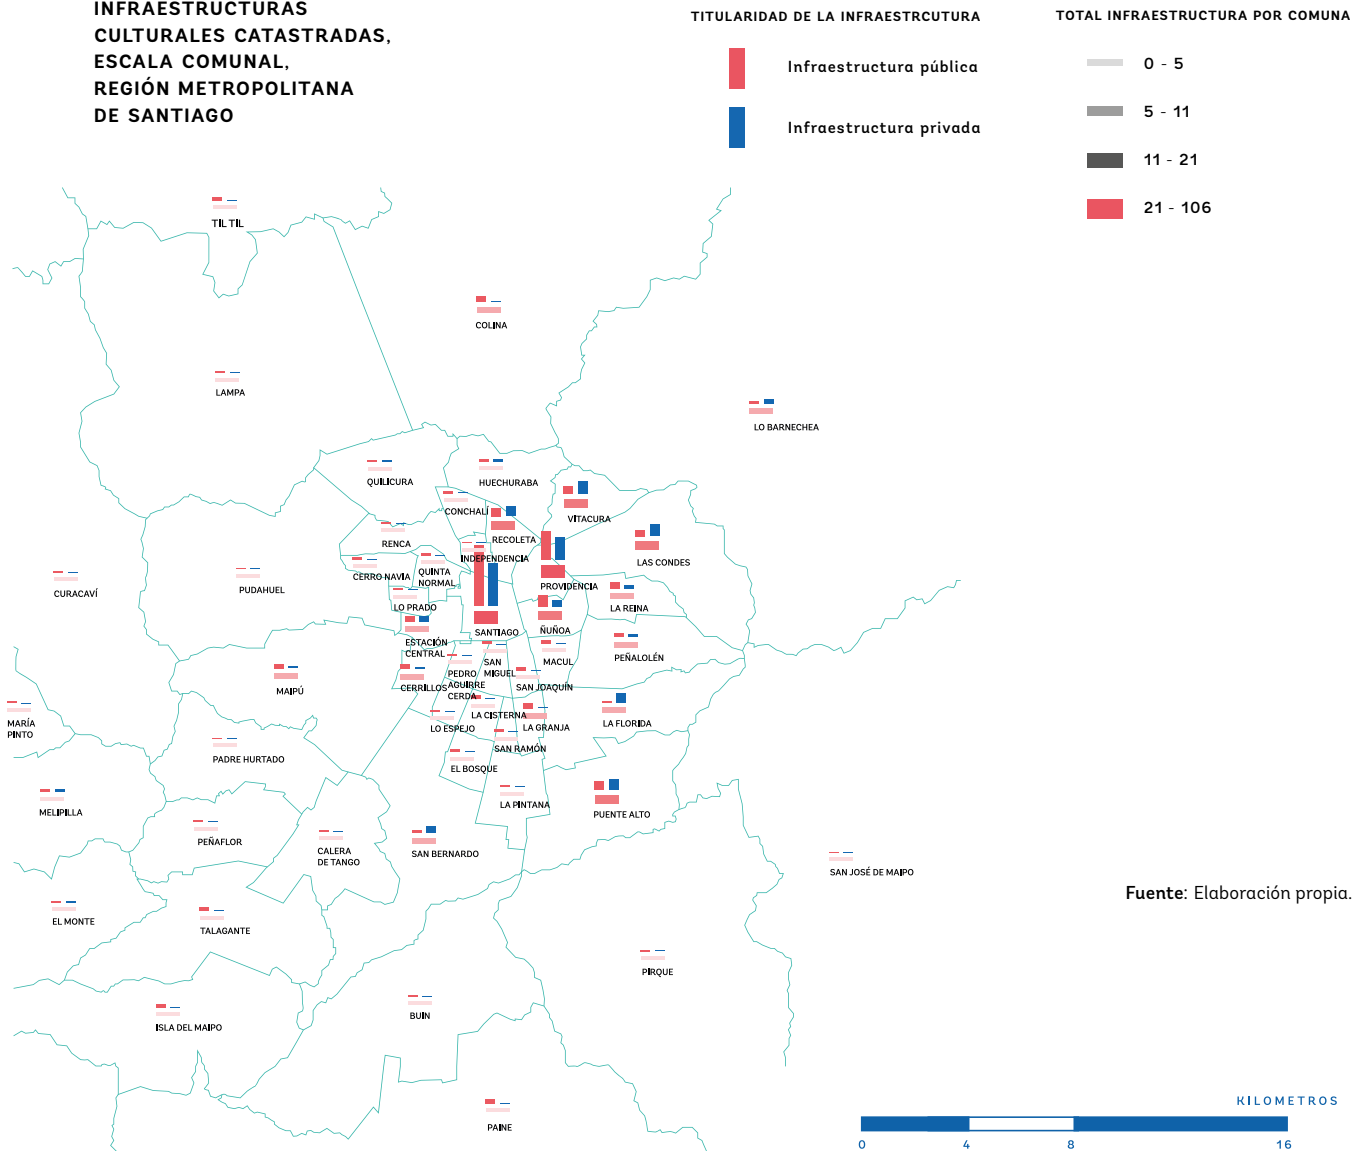 INFRAESTRUCTURAS
CULTURALES CATASTRADAS,
ESCALA COMUNAL,
REGIÓN METROPOLITANA
DE SANTIAGO
TITULARIDAD DE LA INFRAESTRCUTURA
Infraestructura pública
Infraestructura privada
TOTAL INFRAESTRUCTURA POR COMUNA
0 - 5
5 - 11
11 - 21
21 - 106
TIL TIL
COLINA
LAMPA
LO BARNECHEA
QUILICURA
HUECHURABA
CONCHALÍ
VITACURA
RECOLETA
RENCA
INDEPENDENCIA
LAS CONDES
CERRO NAVIA
QUINTA
NORMAL
PROVIDENCIA
CURACAVÍ
PUDAHUEL
LO PRADO
LA REINA
SANTIAGO
ÑUÑOA
ESTACIÓN
CENTRAL
PEÑALOLÉN
SAN
MIGUEL
MACUL
PEDRO
AGUIRRE
CERDA
MAIPÚ
CERRILLOS
SAN JOAQUÍN
MARÍA
PINTO
LA CISTERNA
LO ESPEJO
LA GRANJA
LA FLORIDA
SAN RAMÓN
PADRE HURTADO
EL BOSQUE
MELIPILLA
LA PINTANA
PUENTE ALTO
PEÑAFLOR
CALERA
DE TANGO
SAN BERNARDO
SAN JOSÉ DE MAIPO
Fuente: Elaboración propia.
EL MONTE
TALAGANTE
PIRQUE
ISLA DEL MAIPO
BUIN
PAINE
KILOMETROS
0 4 8 16